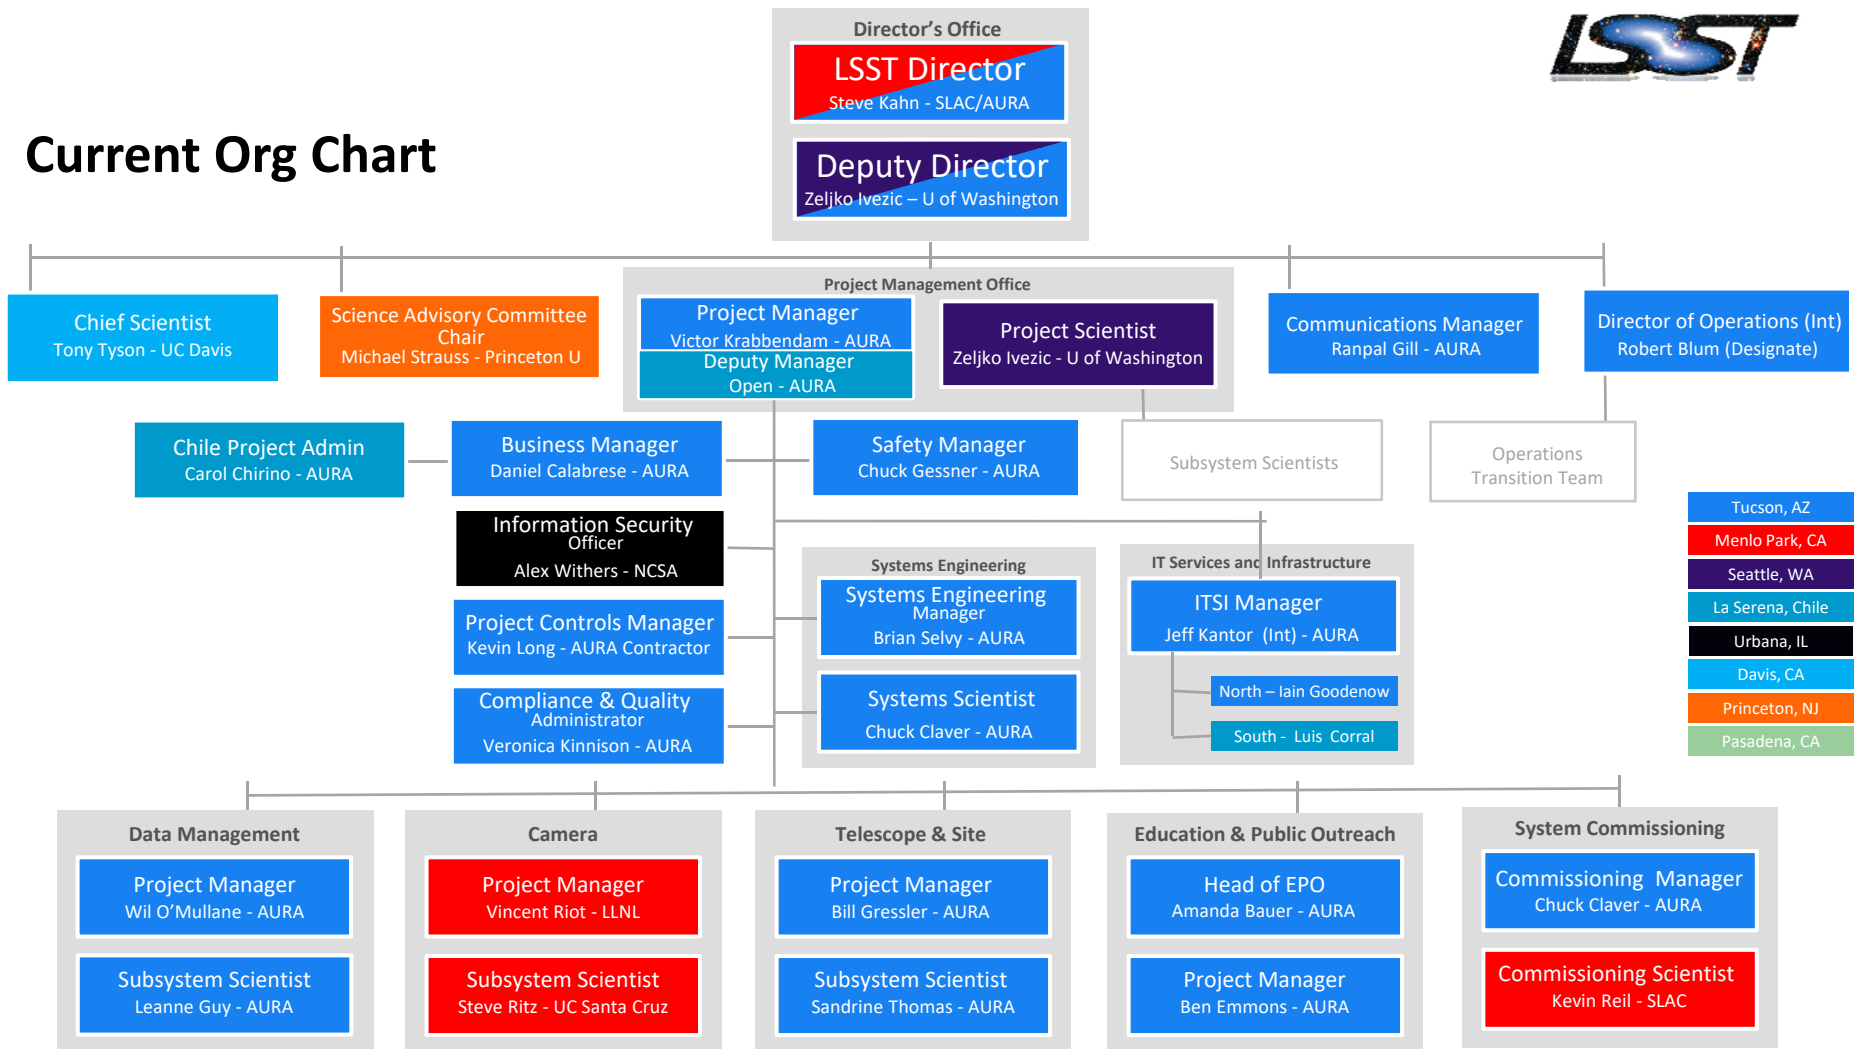 LSST
Current Org Chart
Director's Office
LSST Director
Steve Kahn - SLAC/AURA
Deputy Director
Zeljko Ivezic – U of Washington
Chief Scientist
Tony Tyson - UC Davis
Science Advisory Committee
Chair
Michael Strauss - Princeton U
Project Management Office
Project Manager
Victor Krabbendam - AURA
Deputy Manager
Open - AURA
Project Scientist
Zeljko Ivezic - U of Washington
Communications Manager
Ranpal Gill - AURA
Director of Operations (Int)
Robert Blum (Designate)
Chile Project Admin
Carol Chirino - AURA
Business Manager
Daniel Calabrese - AURA
Safety Manager
Chuck Gessner - AURA
Subsystem Scientists
Operations
Transition Team
Information Security
Officer
Alex Withers - NCSA
Project Controls Manager
Kevin Long - AURA Contractor
Compliance & Quality
Administrator
Veronica Kinnison - AURA
Systems Engineering
Systems Engineering
Manager
Brian Selvy - AURA
Systems Scientist
Chuck Claver - AURA
IT Services and Infrastructure
ITSI Manager
Jeff Kantor (Int) - AURA
North – Iain Goodenow
South - Luis Corral
Tucson, AZ
Menlo Park, CA
Seattle, WA
La Serena, Chile
Urbana, IL
Davis, CA
Princeton, NJ
Pasadena, CA
Data Management
Project Manager
Wil O'Mullane - AURA
Subsystem Scientist
Leanne Guy - AURA
Camera
Project Manager
Vincent Riot - LLNL
Subsystem Scientist
Steve Ritz - UC Santa Cruz
Telescope & Site
Project Manager
Bill Gressler - AURA
Subsystem Scientist
Sandrine Thomas - AURA
Education & Public Outreach
Head of EPO
Amanda Bauer - AURA
Project Manager
Ben Emmons - AURA
System Commissioning
Commissioning Manager
Chuck Claver - AURA
Commissioning Scientist
Kevin Reil - SLAC